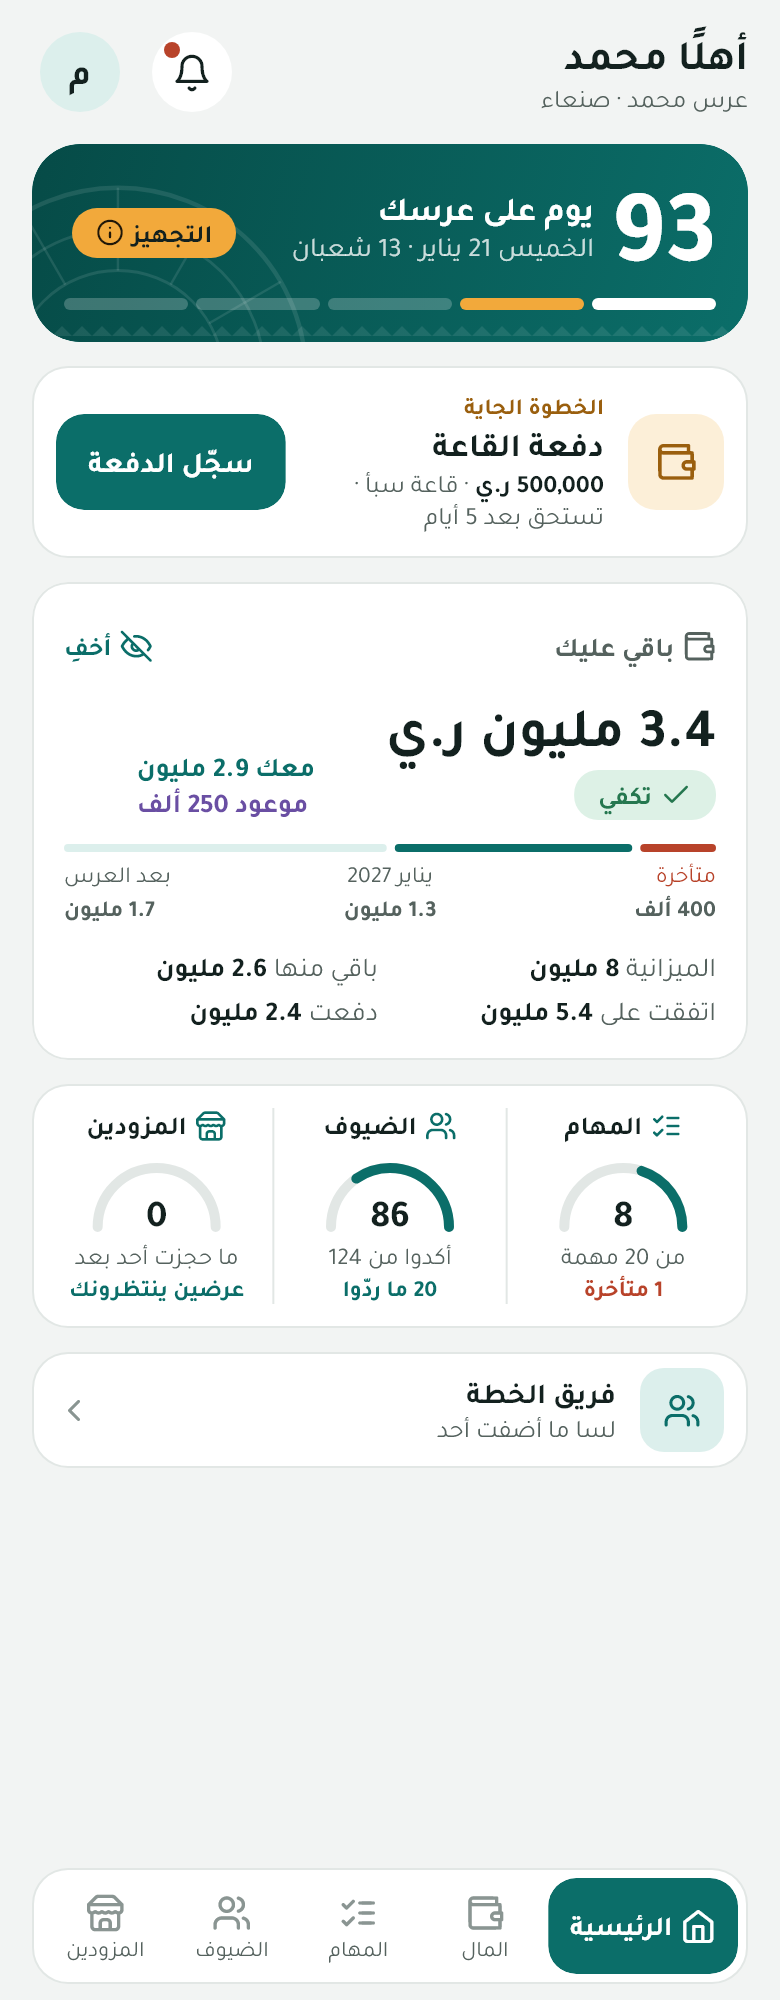 أهلًا محمد
عرس محمد · صنعاء
م
93
يوم على عرسك
الخميس 21 يناير · 13 شعبان
التجهيز
الخطوة الجاية
دفعة القاعة
500,000 ر.ي · قاعة سبأ ·
تستحق بعد 5 أيام
سجّل الدفعة
باقي عليك
أخفِ
3.4 مليون ر.ي
تكفي
معك 2.9 مليون
موعود 250 ألف
متأخرة
400 ألف
يناير 2027
1.3 مليون
بعد العرس
1.7 مليون
الميزانية 8 مليون
باقي منها 2.6 مليون
اتفقت على 5.4 مليون
دفعت 2.4 مليون
المهام
8
من 20 مهمة
1 متأخرة
الضيوف
86
أكدوا من 124
20 ما ردّوا
المزودين
0
ما حجزت أحد بعد
عرضين ينتظرونك
فريق الخطة
لسا ما أضفت أحد
الرئيسية
المال
المهام
الضيوف
المزودين